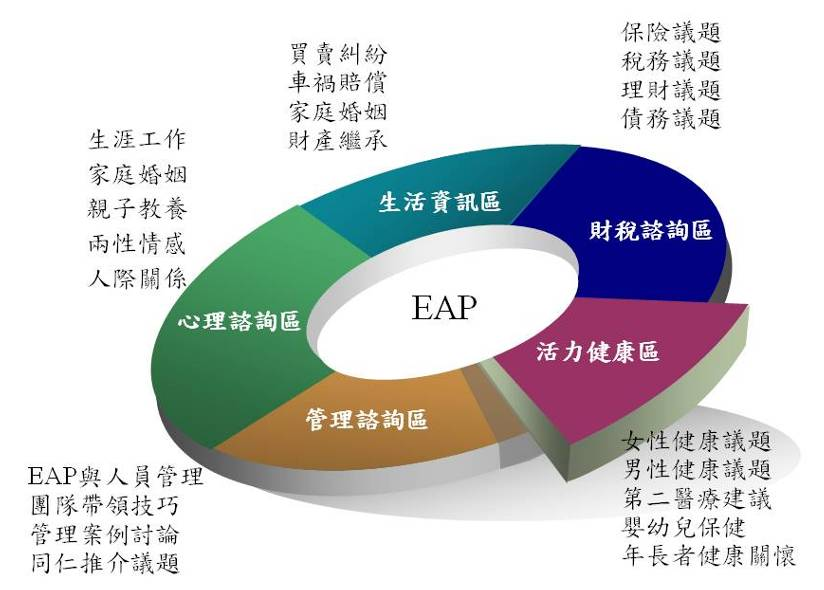 買賣糾紛
車禍賠償
家庭婚姻
財產繼承
保險議題
稅務議題
理財議題
債務議題
生涯工作
家庭婚姻
親子教養
兩性情感
人際關係
生活資訊區
財稅諮詢區
EAP
心理諮詢區
活力健康區
管理諮詢區
EAP與人員管理
團隊帶領技巧
管理案例討論
同仁推介議題
女性健康議題
男性健康議題
第二醫療建議
嬰幼兒保健
年長者健康關懷